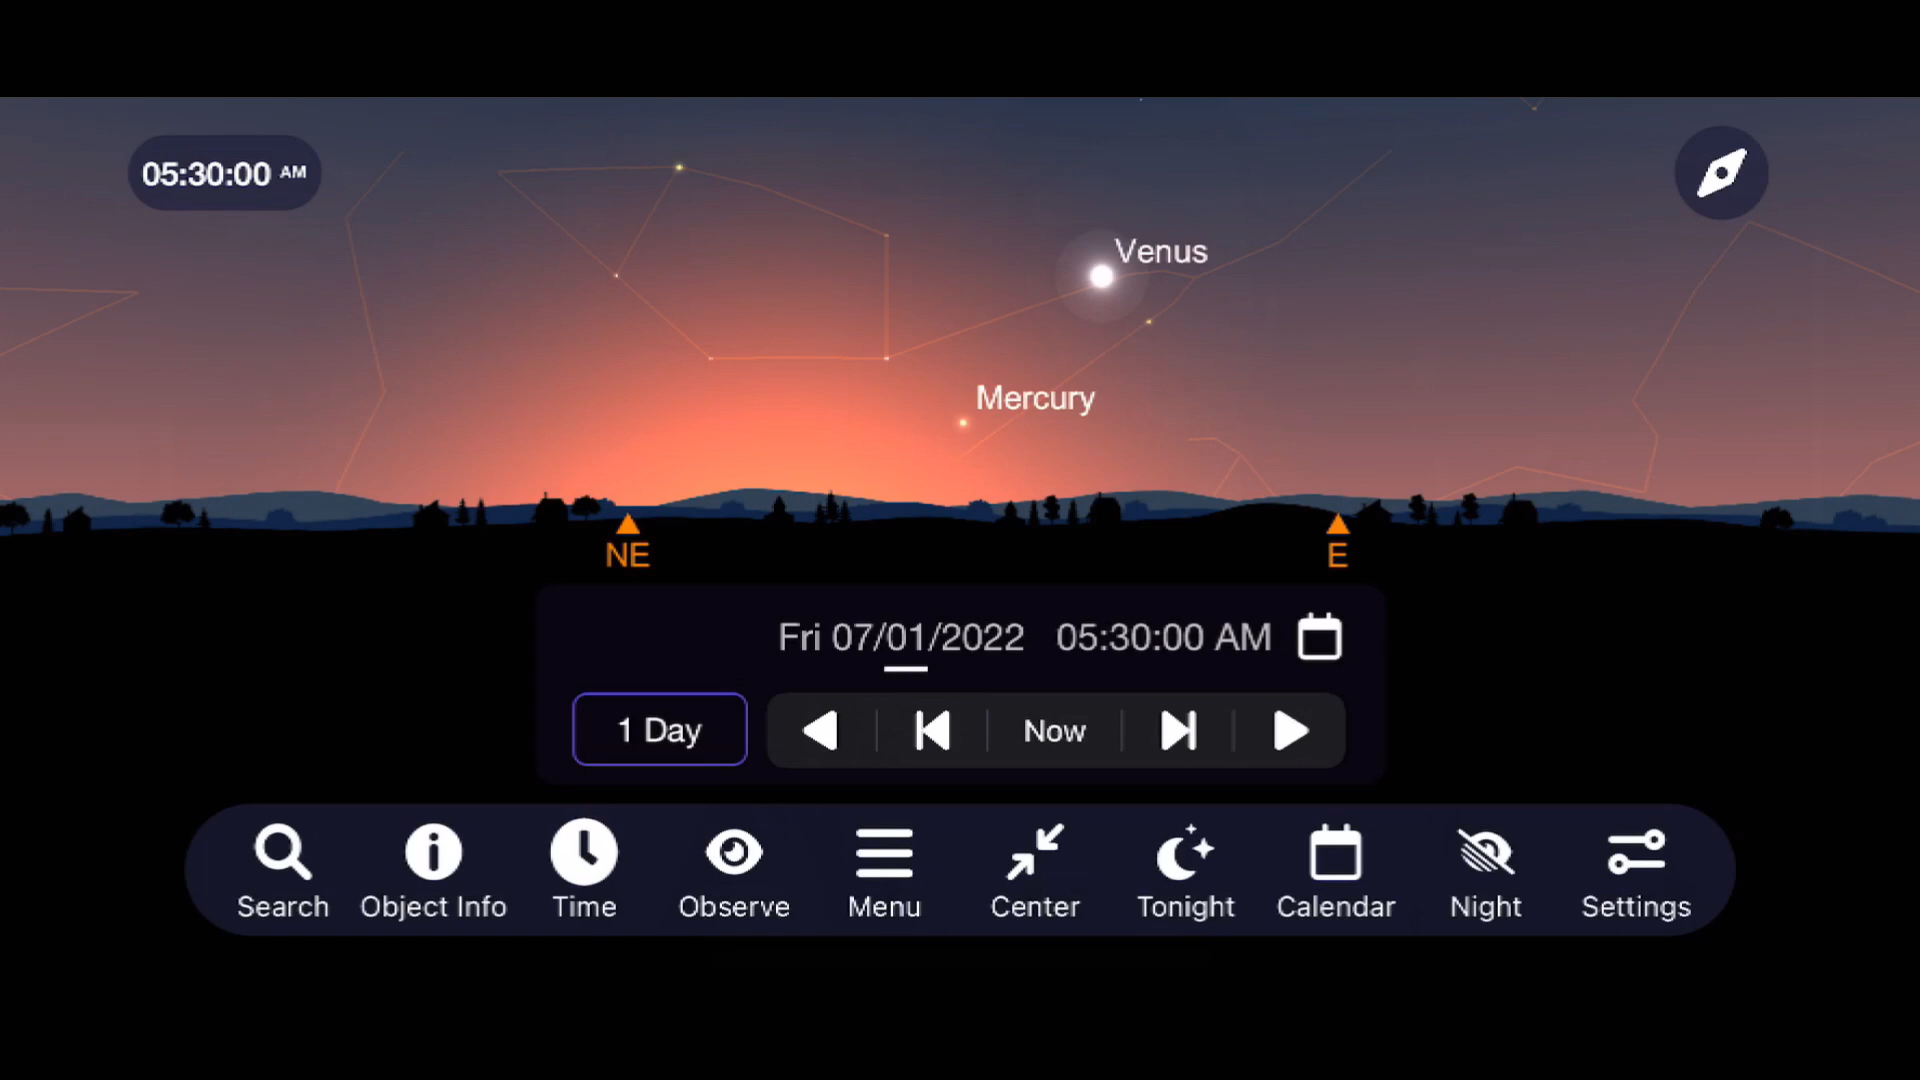 05:30:00 AM
Venus
Mercury
NE
E
Fri 07/01/2022 05:30:00 AM
1 Day
Now
Search Object Info Time Observe Menu Center Tonight Calendar Night Settings